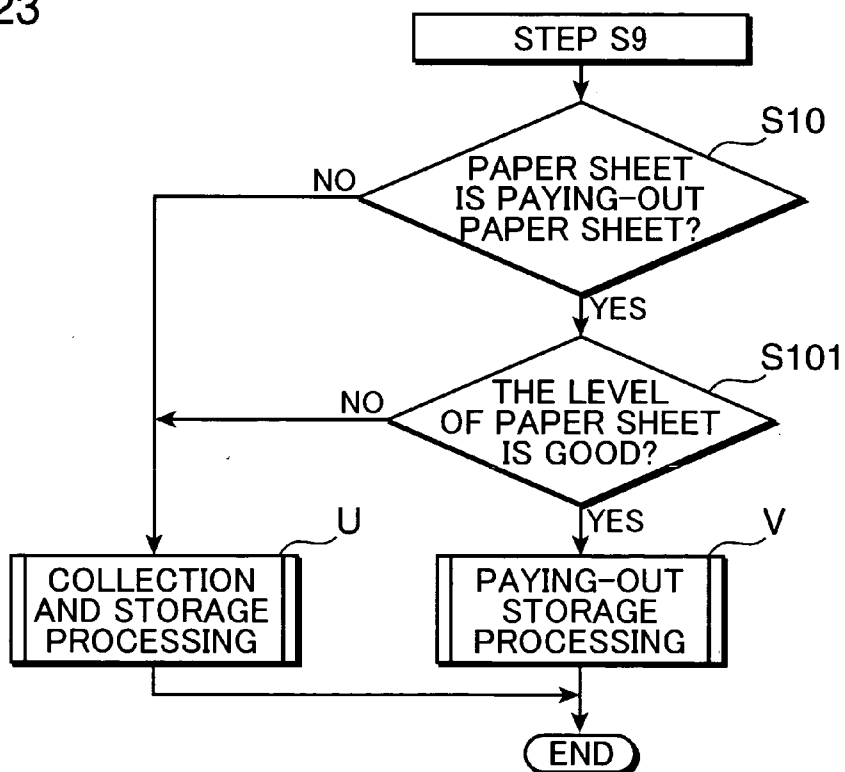 23
STEP S9
S10
PAPER SHEET
IS PAYING-OUT
PAPER SHEET?
NO
YES
S101
THE LEVEL
OF PAPER SHEET
IS GOOD?
NO
YES
U
COLLECTION
AND STORAGE
PROCESSING
V
PAYING-OUT
STORAGE
PROCESSING
END